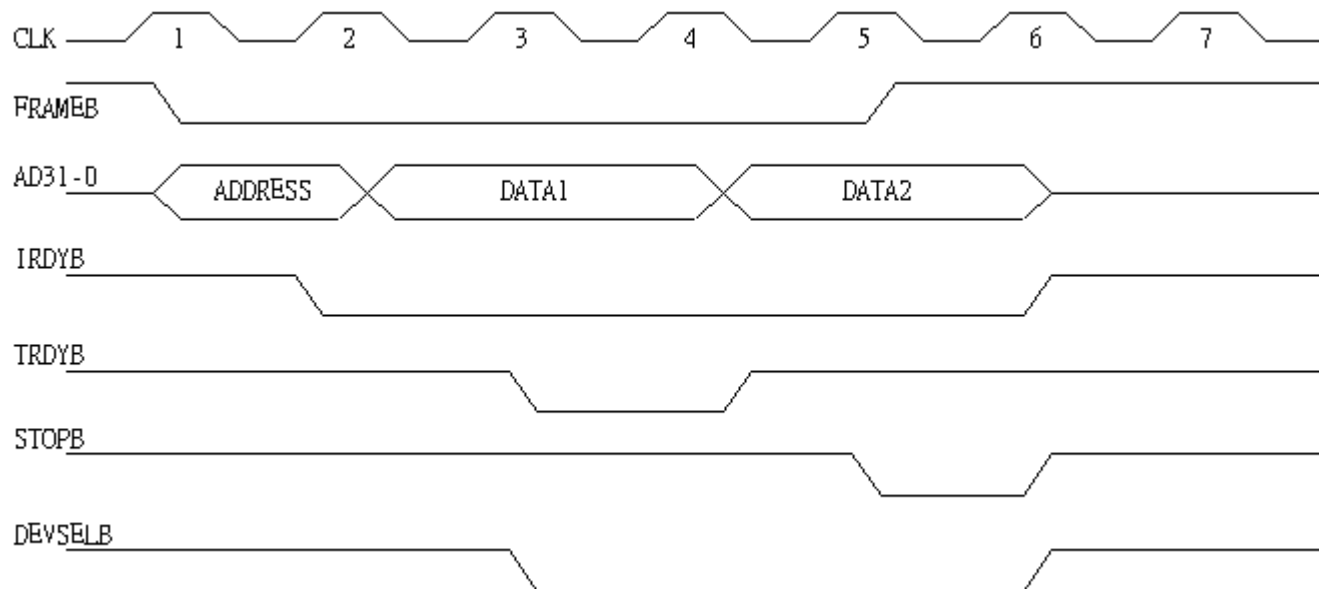 CLK 1 2 3 4 5 6 7
FRAMEB
AD31-0 ADDRESS DATA1 DATA2
IRDYB
TRDYB
STOPB
DEVSELB